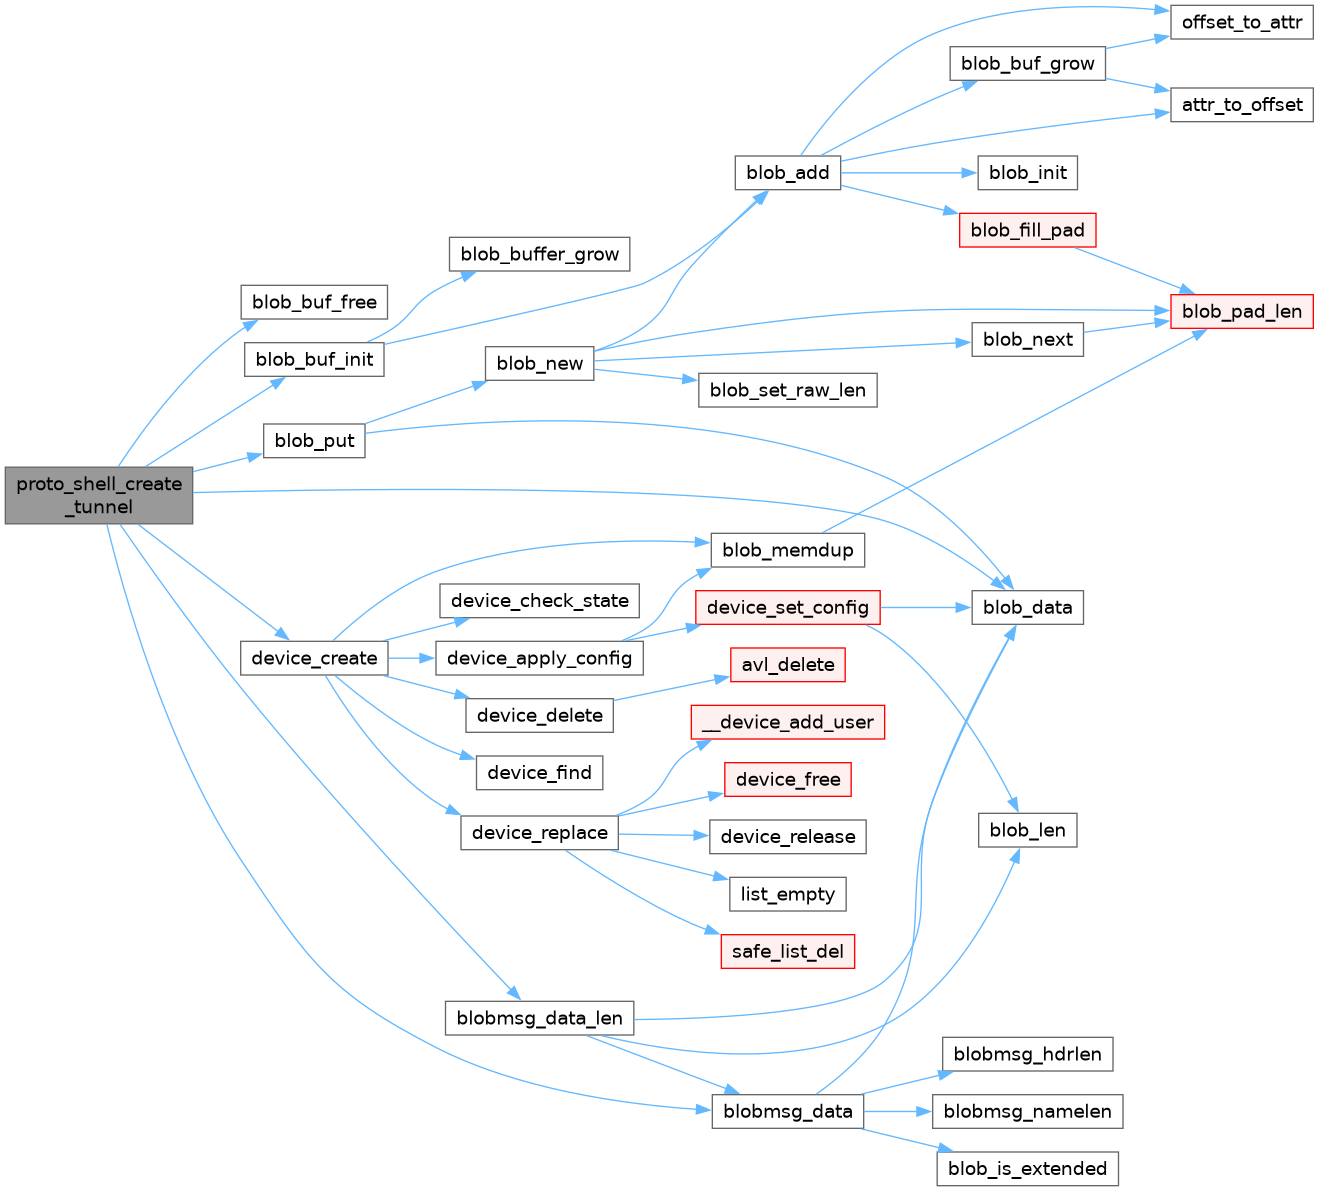 offset_to_attr
blob_buf_grow
attr_to_offset
blob_add
blob_init
blob_fill_pad
blob_buffer_grow
blob_buf_free
blob_pad_len
blob_buf_init
blob_next
blob_new
blob_set_raw_len
blob_put
proto_shell_create
_tunnel
blob_memdup
device_check_state
device_set_config
blob_data
device_create
device_apply_config
avl_delete
device_delete
__device_add_user
device_find
device_free
device_replace
device_release
blob_len
list_empty
safe_list_del
blobmsg_data_len
blobmsg_hdrlen
blobmsg_data
blobmsg_namelen
blob_is_extended